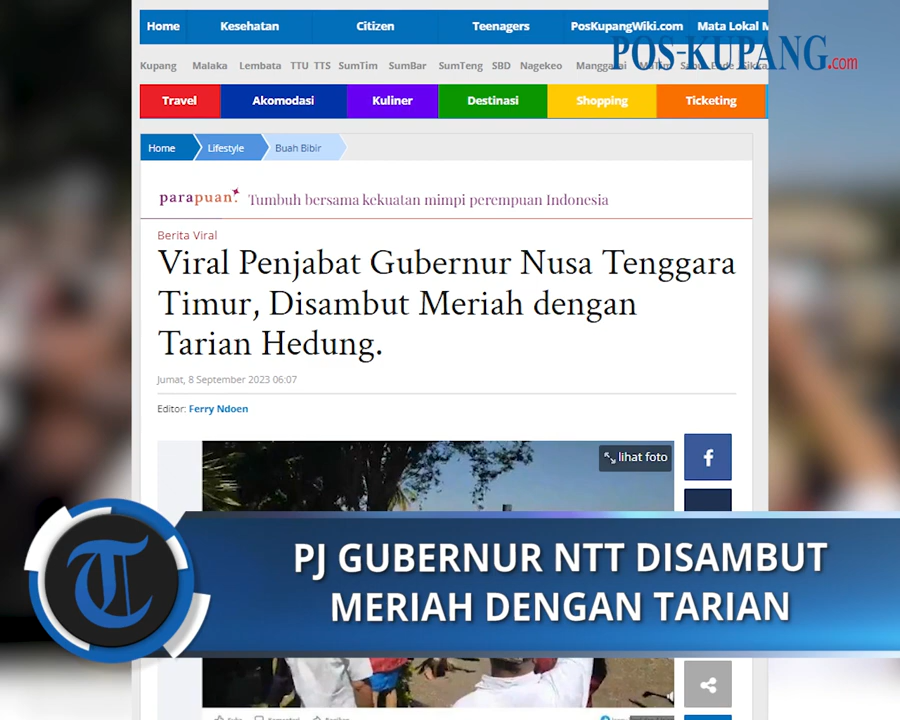 Home Kesehatan Citizen Teenagers PosKupangWiki.com Mata Lokal M
POS-KUPANG.com
Kupang Malaka Lembata TTU TTS SumTim SumBar SumTeng SBD Nagekeo Manggarai
Travel Akomodasi Kuliner Destinasi Shopping Ticketing
Home Lifestyle Buah Bibir
parapuan Tumbuh bersama kekuatan mimpi perempuan Indonesia
Berita Viral
Viral Penjabat Gubernur Nusa Tenggara
Timur, Disambut Meriah dengan
Tarian Hedung.
Jumat, 8 September 2023 06:07
Editor: Ferry Ndoen
lihat foto
f
T
PJ GUBERNUR NTT DISAMBUT
MERIAH DENGAN TARIAN